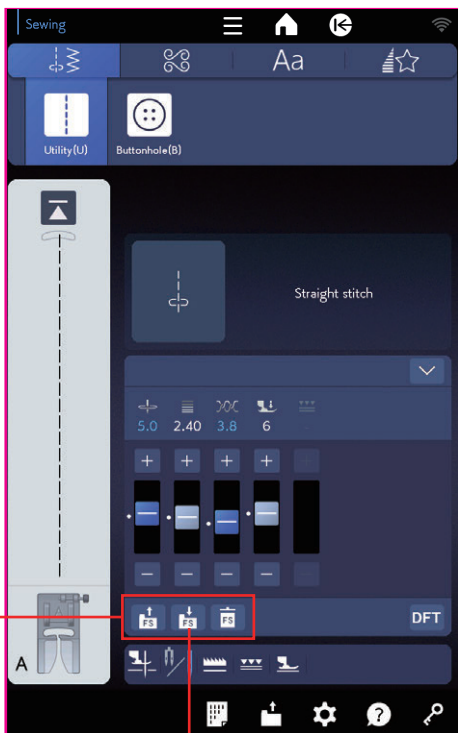 Sewing
Aa
Utility(U) Buttonhole(B)
Straight stitch
5.0 2.40 3.8 6 -
+ + + + +
- - - - -
FS FS FS DFT
A A
?